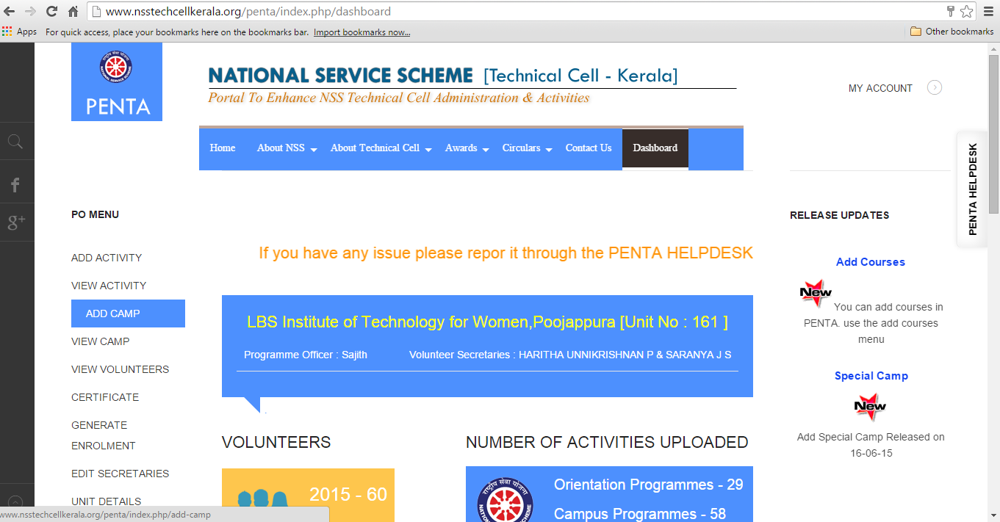 www.nsstechcellkerala.org/penta/index.php/dashboard
Apps For quick access, place your bookmarks here on the bookmarks bar. Import bookmarks now... Other bookmarks
राष्ट्रीय सेवा योजना
NATIONAL SERVICE SCHEME
PENTA
NATIONAL SERVICE SCHEME [Technical Cell - Kerala]
Portal To Enhance NSS Technical Cell Administration & Activities
MY ACCOUNT
Home About NSS About Technical Cell Awards Circulars Contact Us Dashboard
PENTA HELPDESK
g+
PO MENU
ADD ACTIVITY
VIEW ACTIVITY
ADD CAMP
VIEW CAMP
VIEW VOLUNTEERS
CERTIFICATE
GENERATE
ENROLMENT
EDIT SECRETARIES
UNIT DETAILS
If you have any issue please repor it through the PENTA HELPDESK
LBS Institute of Technology for Women,Poojappura [Unit No : 161 ]
Programme Officer : Sajith Volunteer Secretaries : HARITHA UNNIKRISHNAN P & SARANYA J S
VOLUNTEERS
2015 - 60
NUMBER OF ACTIVITIES UPLOADED
राष्ट्रीय सेवा योजना
Orientation Programmes - 29
Campus Programmes - 58
RELEASE UPDATES
Add Courses
New
You can add courses in
PENTA. use the add courses
menu
Special Camp
New
Add Special Camp Released on
16-06-15
www.nsstechcellkerala.org/penta/index.php/add-camp